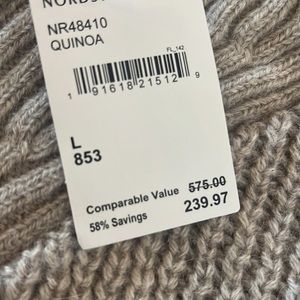 NR48410
QUINOA
FL_142
1 91618 21512 9
L
853
Comparable Value 575.00
58% Savings 239.97